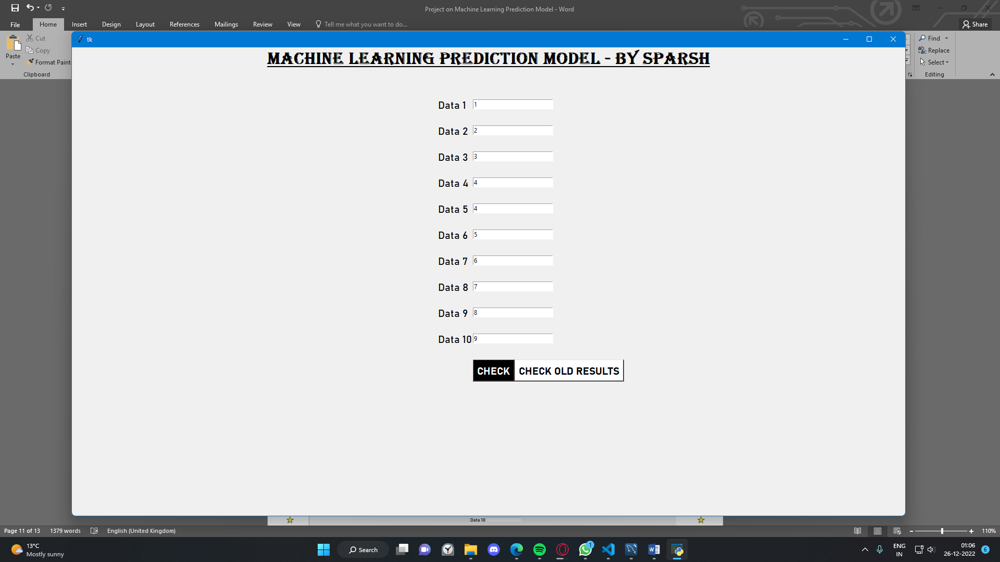 Project on Machine Learning Prediction Model - Word
File Home Insert Design Layout References Mailings Review View Tell me what you want to do... Share
Paste
Cut
Copy
Format Paint
Clipboard
Find
Replace
Select
Editing
tk
MACHINE LEARNING PREDICTION MODEL - BY SPARSH
Data 1 1
Data 2 2
Data 3 3
Data 4 4
Data 5 4
Data 6 5
Data 7 6
Data 8 7
Data 9 8
Data 10 9
CHECK CHECK OLD RESULTS
Data 10
Page 11 of 13 1379 words English (United Kingdom) 110%
13°C
Mostly sunny
Search
1
ENG
IN
01:06
26-12-2022
6